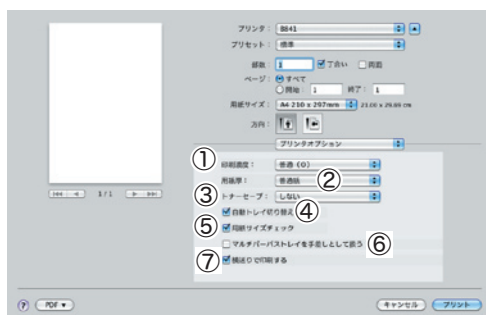 プリンタ： B841
プリセット： 標準
部数： 1 丁合い 両面
ページ： すべて
開始： 1 終了： 1
用紙サイズ： A4 210 x 297mm 21.00 x 29.69 cm
方向：
プリンタオプション
① 印刷濃度： 普通 (0)
用紙厚： 普通紙 ②
③ トナーセーブ： しない
自動トレイ切り替え ④
⑤ 用紙サイズチェック
マルチパーパストレイを手差しとして扱う ⑥
⑦ 横送りで印刷する
1/1
? PDF ▼ キャンセル プリント